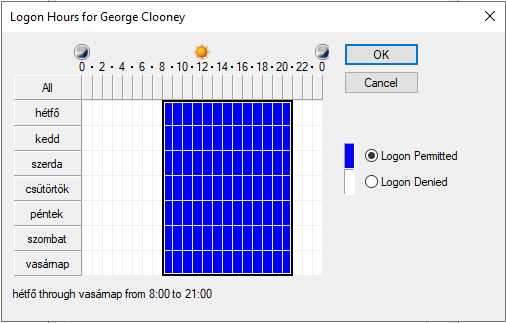 Logon Hours for George Clooney
0 · 2 · 4 · 6 · 8 · 10 · 12 · 14 · 16 · 18 · 20 · 22 · 0
All
hétfő
kedd
szerda
csütörtök
péntek
szombat
vasárnap
OK
Cancel
Logon Permitted
Logon Denied
hétfő through vasárnap from 8:00 to 21:00